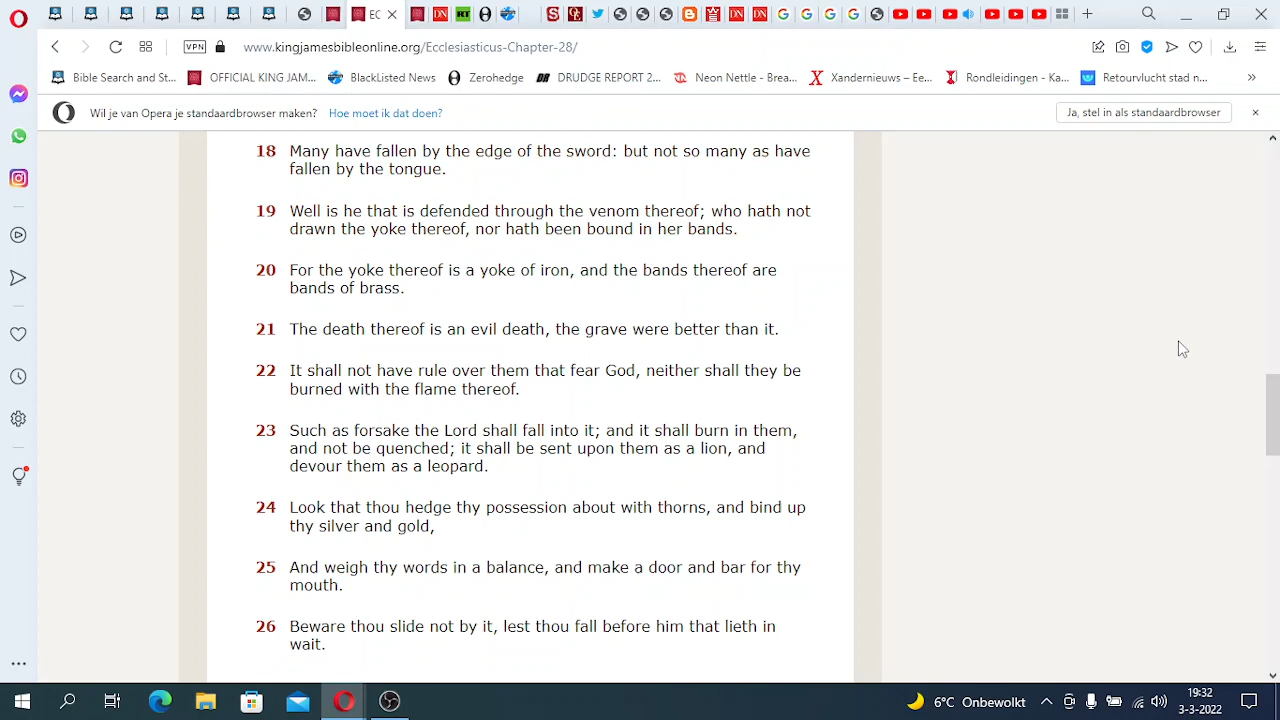 EC
DN
RT
S
DN
DN
G
G
G
G
VPN
www.kingjamesbibleonline.org/Ecclesiasticus-Chapter-28/
Bible Search and St...
OFFICIAL KING JAM...
BlackListed News
Zerohedge
DR DRUDGE REPORT 2...
Neon Nettle - Brea...
X Xandernieuws – Ee...
Rondleidingen - Ka...
Retourvlucht stad n...
»
Wil je van Opera je standaardbrowser maken? Hoe moet ik dat doen?
Ja, stel in als standaardbrowser
18 Many have fallen by the edge of the sword: but not so many as have
fallen by the tongue.
19 Well is he that is defended through the venom thereof; who hath not
drawn the yoke thereof, nor hath been bound in her bands.
20 For the yoke thereof is a yoke of iron, and the bands thereof are
bands of brass.
21 The death thereof is an evil death, the grave were better than it.
22 It shall not have rule over them that fear God, neither shall they be
burned with the flame thereof.
23 Such as forsake the Lord shall fall into it; and it shall burn in them,
and not be quenched; it shall be sent upon them as a lion, and
devour them as a leopard.
24 Look that thou hedge thy possession about with thorns, and bind up
thy silver and gold,
25 And weigh thy words in a balance, and make a door and bar for thy
mouth.
26 Beware thou slide not by it, lest thou fall before him that lieth in
wait.
6°C Onbewolkt
19:32
3-3-2022